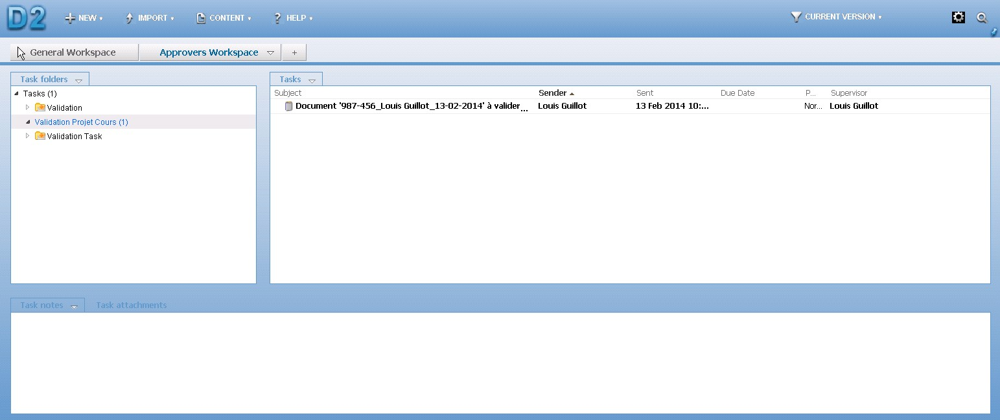 D2 NEW IMPORT CONTENT ? HELP CURRENT VERSION
General Workspace Approvers Workspace +
Task folders Tasks
Tasks (1)
Validation
Validation Projet Cours (1)
Validation Task
Subject Sender Sent Due Date P... Supervisor
Document '987-456_Louis Guillot_13-02-2014' à valider ... Louis Guillot 13 Feb 2014 10:... Nor... Louis Guillot
Task notes Task attachments